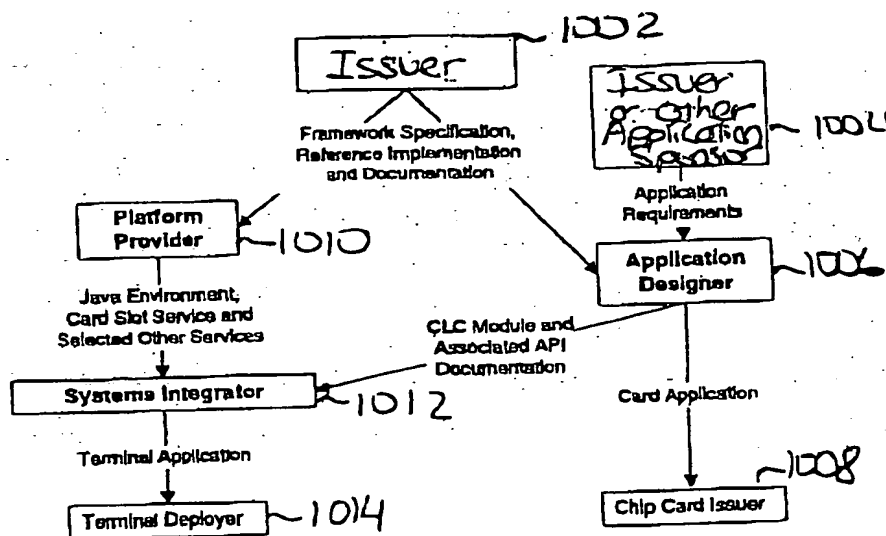 1002
Issuer
Issuer
or other
Application
Sponsor
1004
Framework Specification,
Reference Implementation
and Documentation
Application
Requirements
Platform
Provider
1010
Application
Designer
1006
Java Environment,
Card Slot Service and
Selected Other Services
CLC Module and
Associated API
Documentation
Systems Integrator
1012
Card Application
Terminal Application
1008
Terminal Deployer
1014
Chip Card Issuer